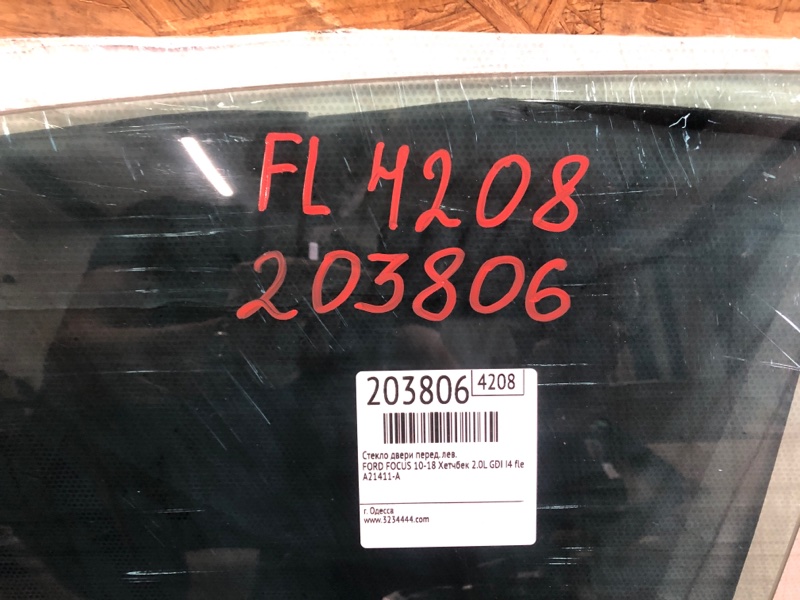 FL 4208
203806
203806 4208
Стекло двери перед. лев.
FORD FOCUS 10-18 Хетчбек 2.0L GDI I4 fle
A21411-A
г. Одесса
www.3234444.com